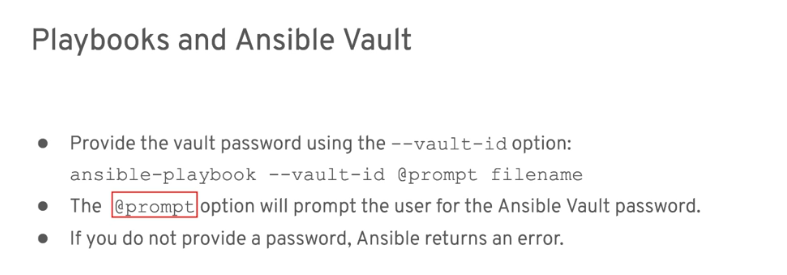 Playbooks and Ansible Vault
● Provide the vault password using the --vault-id option:
ansible-playbook --vault-id @prompt filename
● The @prompt option will prompt the user for the Ansible Vault password.
● If you do not provide a password, Ansible returns an error.